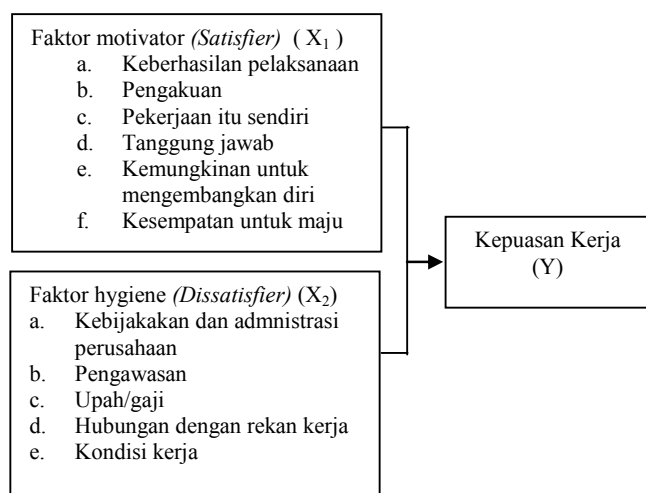 Faktor motivator (Satisfier) ( X₁ )
a. Keberhasilan pelaksanaan
b. Pengakuan
c. Pekerjaan itu sendiri
d. Tanggung jawab
e. Kemungkinan untuk
mengembangkan diri
f. Kesempatan untuk maju
Kepuasan Kerja
(Y)
Faktor hygiene (Dissatisfier) (X₂)
a. Kebijakakan dan admnistrasi
perusahaan
b. Pengawasan
c. Upah/gaji
d. Hubungan dengan rekan kerja
e. Kondisi kerja